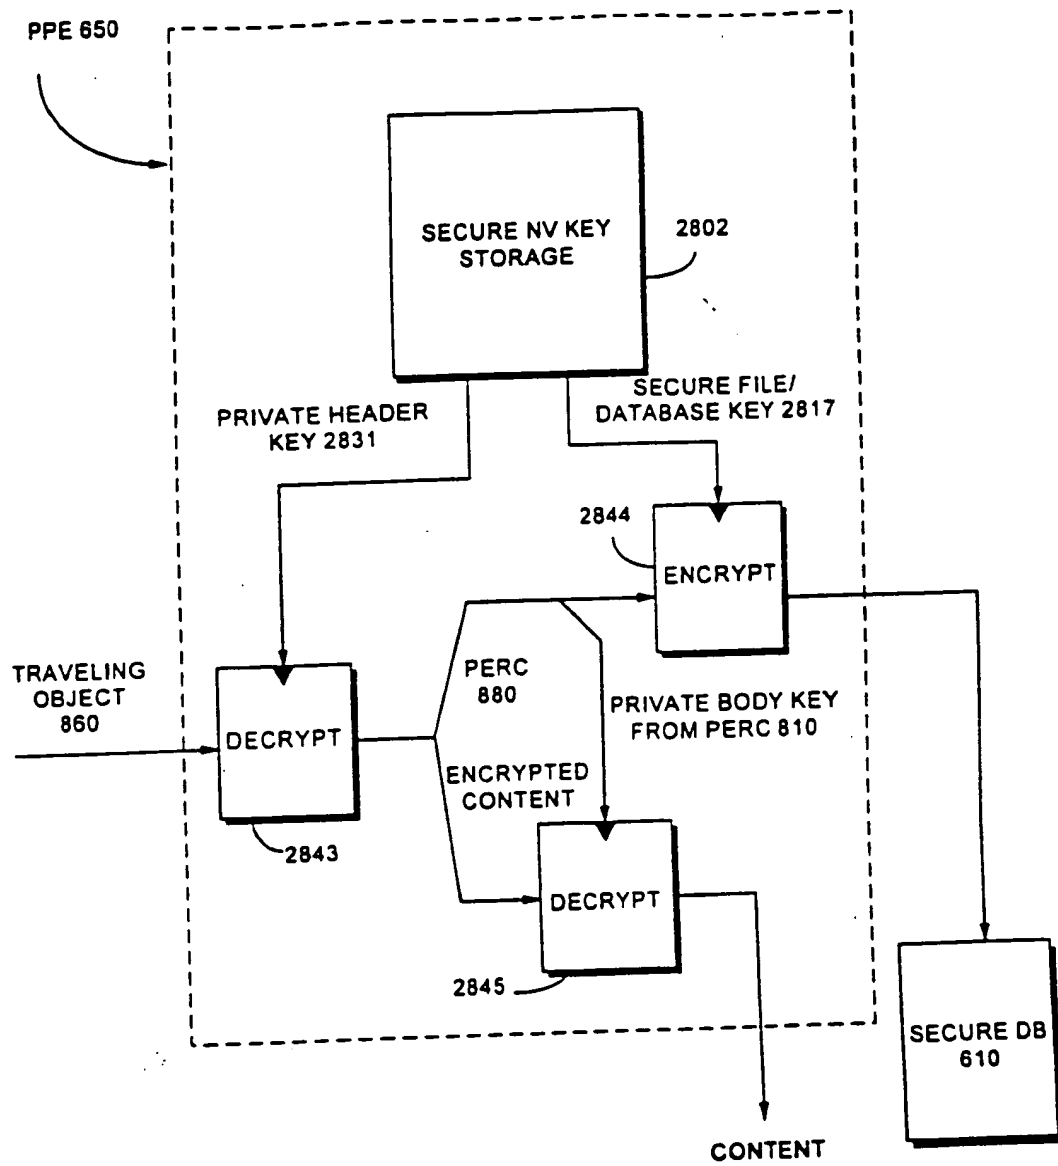 PPE 650
SECURE NV KEY
STORAGE
2802
PRIVATE HEADER
KEY 2831
SECURE FILE/
DATABASE KEY 2817
2844
ENCRYPT
TRAVELING
OBJECT
860
DECRYPT
2843
PERC
880
PRIVATE BODY KEY
FROM PERC 810
ENCRYPTED
CONTENT
DECRYPT
2845
SECURE DB
610
CONTENT